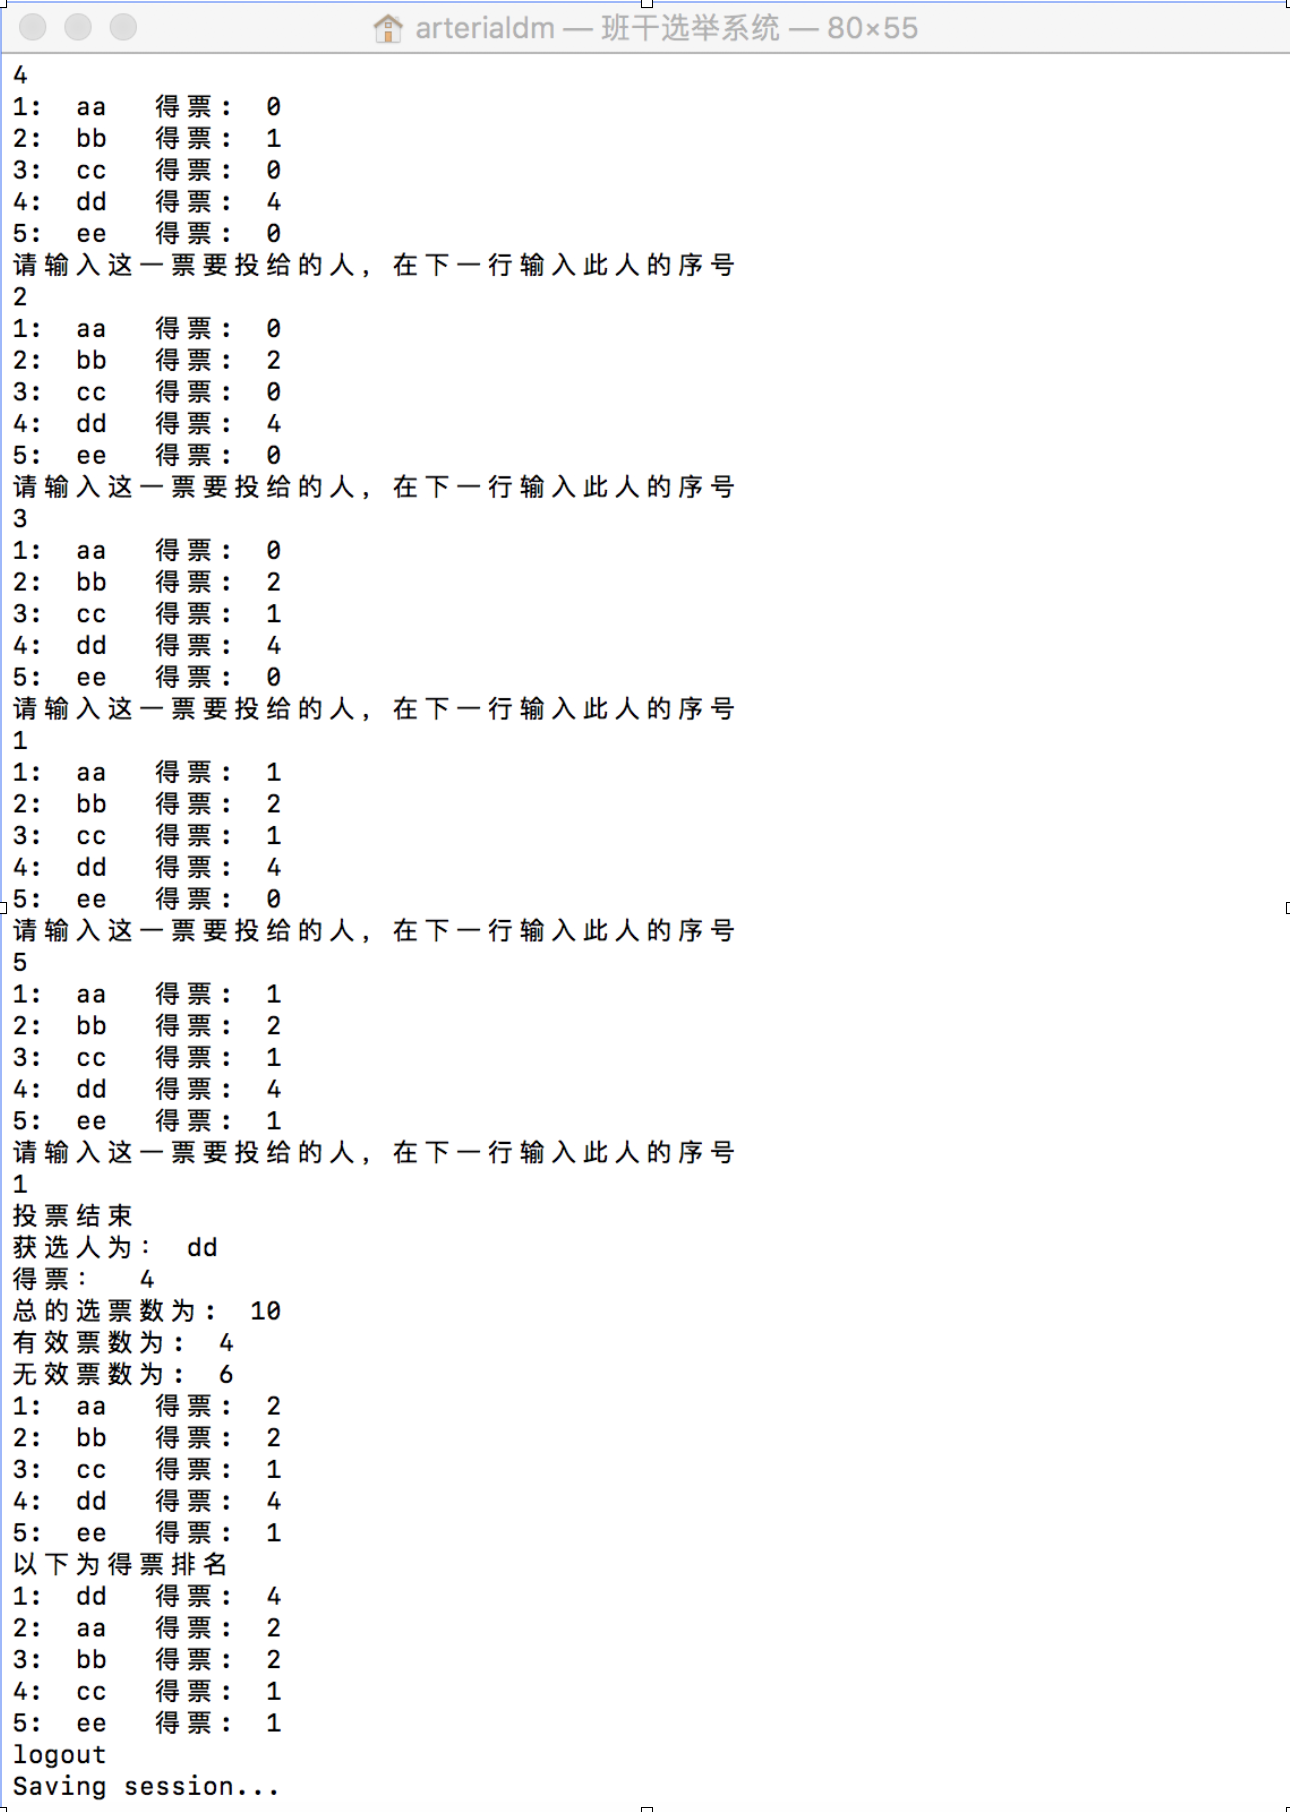 arterialdm — 班干选举系统 — 80×55
4
1: aa 得票: 0
2: bb 得票: 1
3: cc 得票: 0
4: dd 得票: 4
5: ee 得票: 0
请输入这一票要投给的人，在下一行输入此人的序号
2
1: aa 得票: 0
2: bb 得票: 2
3: cc 得票: 0
4: dd 得票: 4
5: ee 得票: 0
请输入这一票要投给的人，在下一行输入此人的序号
3
1: aa 得票: 0
2: bb 得票: 2
3: cc 得票: 1
4: dd 得票: 4
5: ee 得票: 0
请输入这一票要投给的人，在下一行输入此人的序号
1
1: aa 得票: 1
2: bb 得票: 2
3: cc 得票: 1
4: dd 得票: 4
5: ee 得票: 0
请输入这一票要投给的人，在下一行输入此人的序号
5
1: aa 得票: 1
2: bb 得票: 2
3: cc 得票: 1
4: dd 得票: 4
5: ee 得票: 1
请输入这一票要投给的人，在下一行输入此人的序号
1
投票结束
获选人为： dd
得票： 4
总的选票数为: 10
有效票数为: 4
无效票数为: 6
1: aa 得票: 2
2: bb 得票: 2
3: cc 得票: 1
4: dd 得票: 4
5: ee 得票: 1
以下为得票排名
1: dd 得票: 4
2: aa 得票: 2
3: bb 得票: 2
4: cc 得票: 1
5: ee 得票: 1
logout
Saving session...